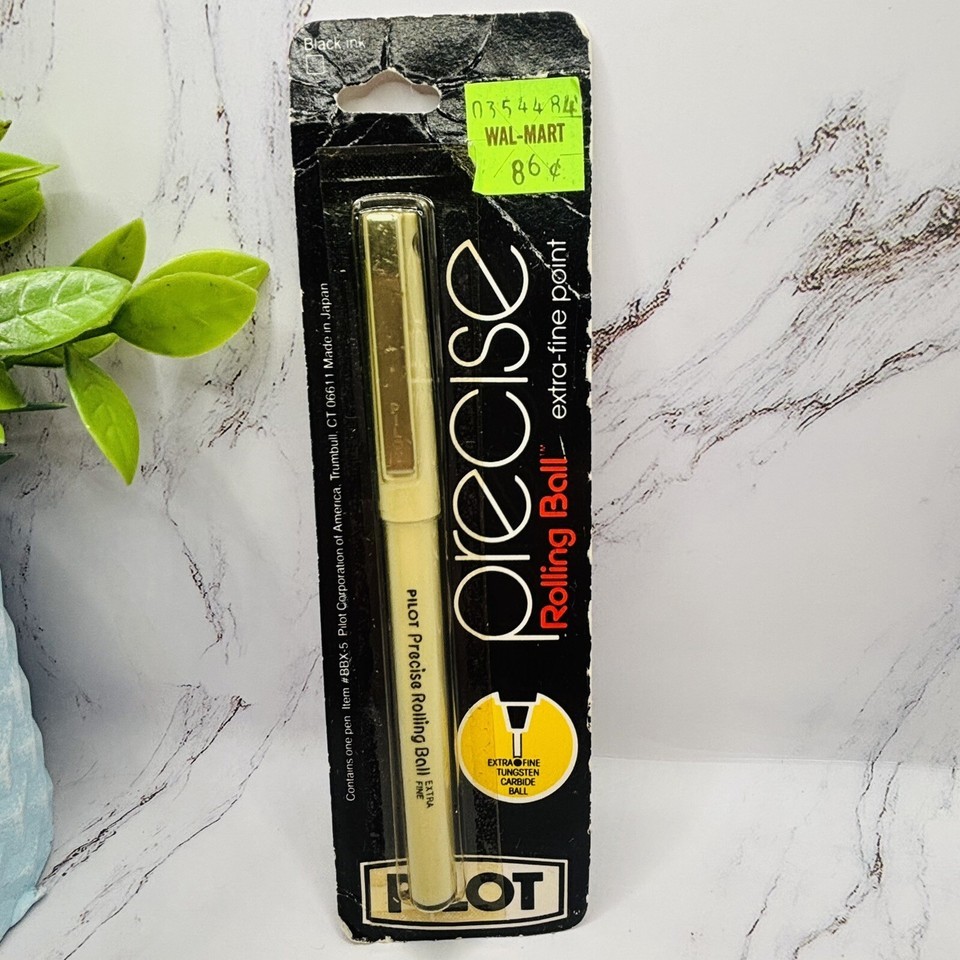 Black ink
0354484
WAL-MART
86¢
precise
Rolling Ball™
extra-fine point
Contains one pen Item #BBX-5 Pilot Corporation of America, Trumbull, CT 06611 Made in Japan
PILOT Precise Rolling Ball EXTRA
FINE
EXTRA FINE
TUNGSTEN
CARBIDE
BALL
PILOT